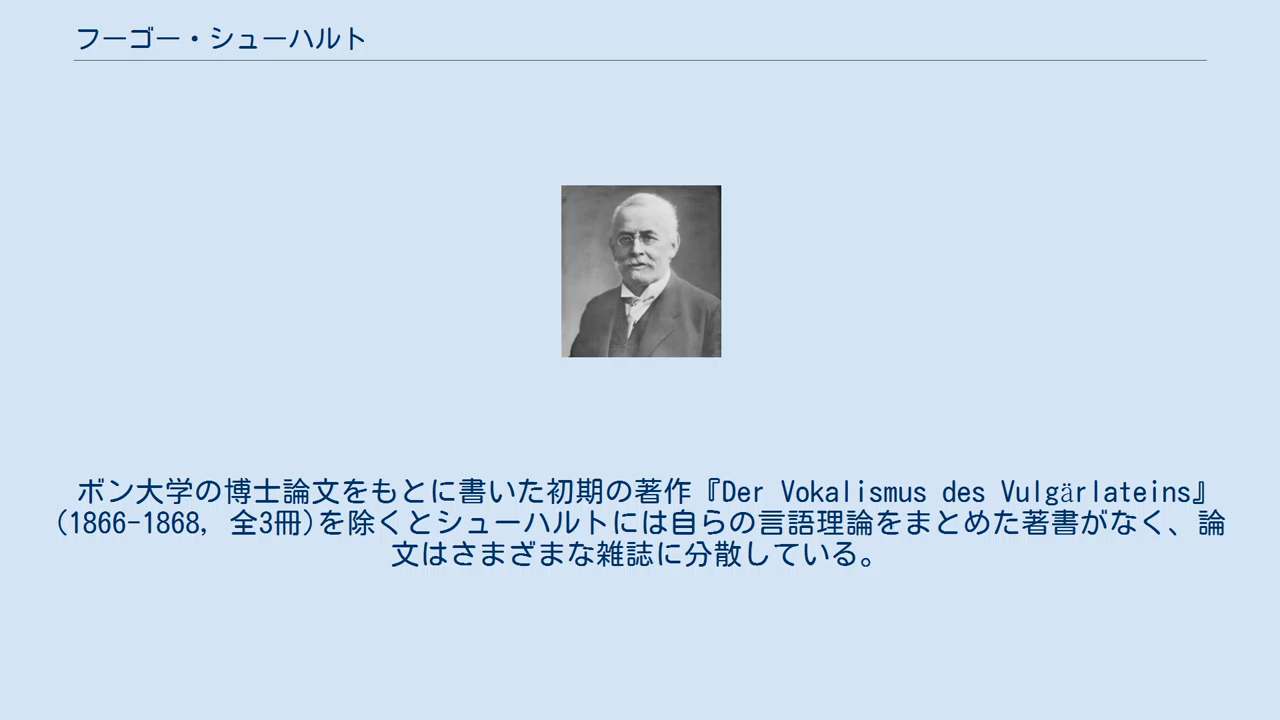 フーゴー・シューハルト
ボン大学の博士論文をもとに書いた初期の著作『Der Vokalismus des Vulgärlateins』
(1866-1868, 全3冊)を除くとシューハルトには自らの言語理論をまとめた著書がなく、論
文はさまざまな雑誌に分散している。